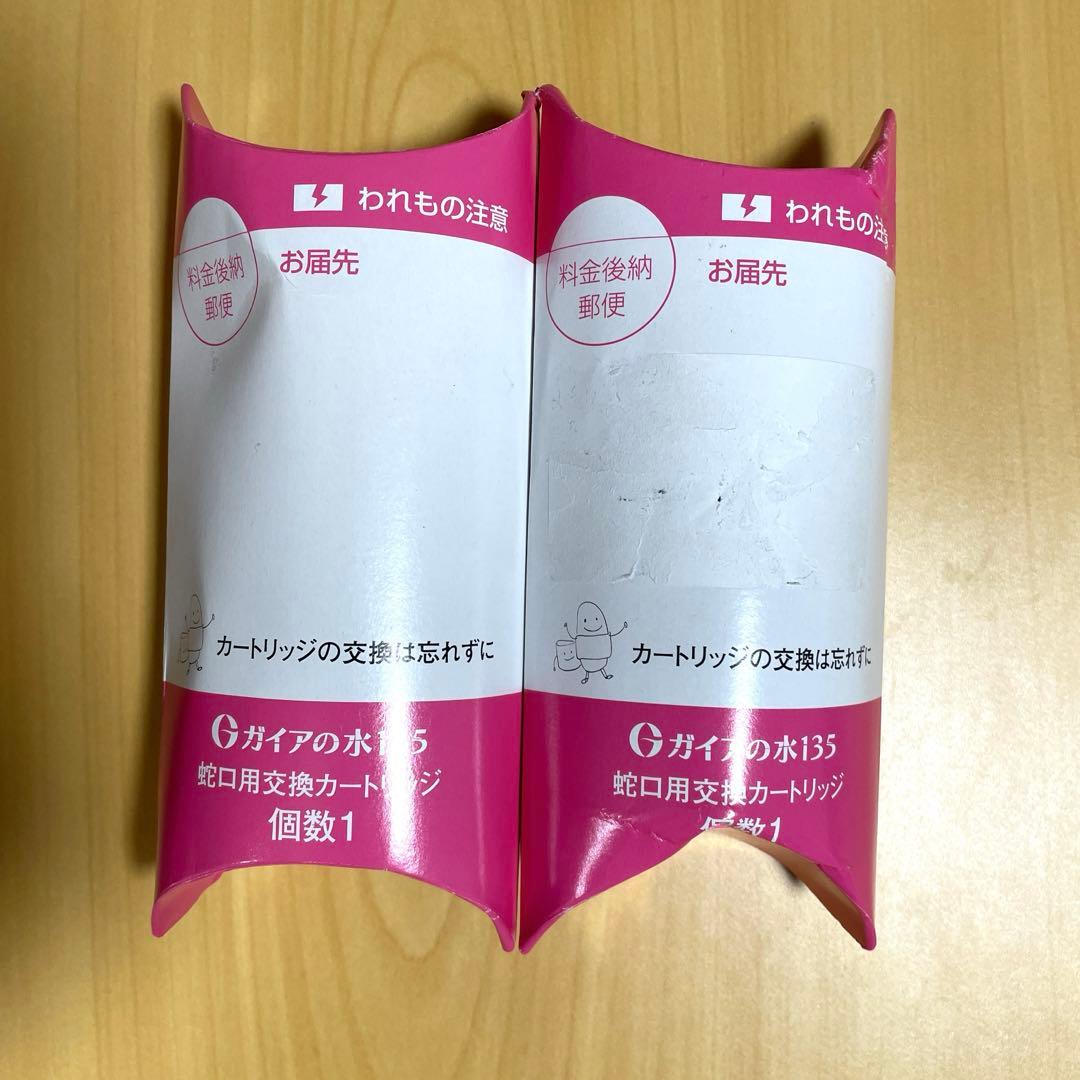 われもの注意
料金後納
郵便
お届先
カートリッジの交換は忘れずに
ガイアの水135
蛇口用交換カートリッジ
個数1
われもの注意
料金後納
郵便
お届先
カートリッジの交換は忘れずに
ガイアの水135
蛇口用交換カートリッジ
個数1